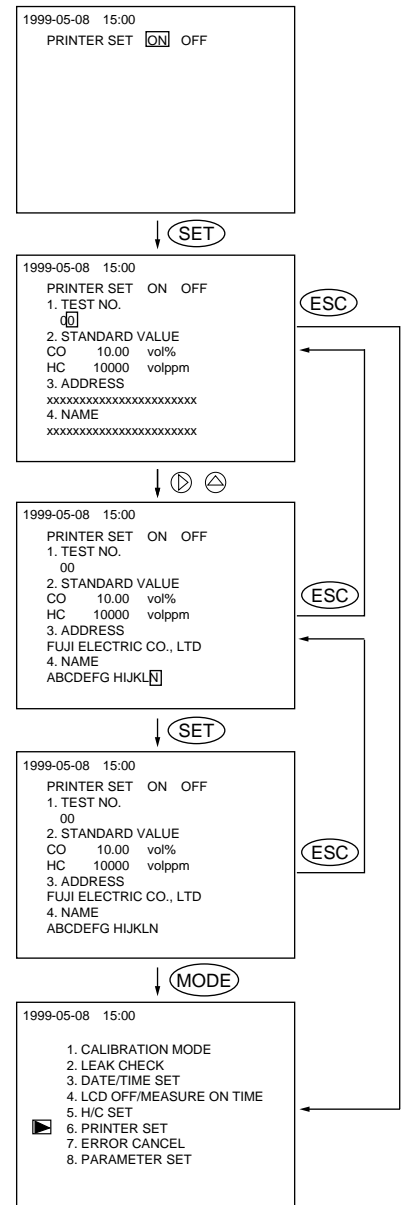 1999-05-08 15:00
PRINTER SET ON OFF
SET
1999-05-08 15:00
PRINTER SET ON OFF
1. TEST NO.
00
2. STANDARD VALUE
CO 10.00 vol%
HC 10000 volppm
3. ADDRESS
xxxxxxxxxxxxxxxxxxxxxxx
4. NAME
xxxxxxxxxxxxxxxxxxxxxxx
ESC
1999-05-08 15:00
PRINTER SET ON OFF
1. TEST NO.
00
2. STANDARD VALUE
CO 10.00 vol%
HC 10000 volppm
3. ADDRESS
FUJI ELECTRIC CO., LTD
4. NAME
ABCDEFG HIJKLN
ESC
SET
1999-05-08 15:00
PRINTER SET ON OFF
1. TEST NO.
00
2. STANDARD VALUE
CO 10.00 vol%
HC 10000 volppm
3. ADDRESS
FUJI ELECTRIC CO., LTD
4. NAME
ABCDEFG HIJKLN
ESC
MODE
1999-05-08 15:00
1. CALIBRATION MODE
2. LEAK CHECK
3. DATE/TIME SET
4. LCD OFF/MEASURE ON TIME
5. H/C SET
6. PRINTER SET
7. ERROR CANCEL
8. PARAMETER SET